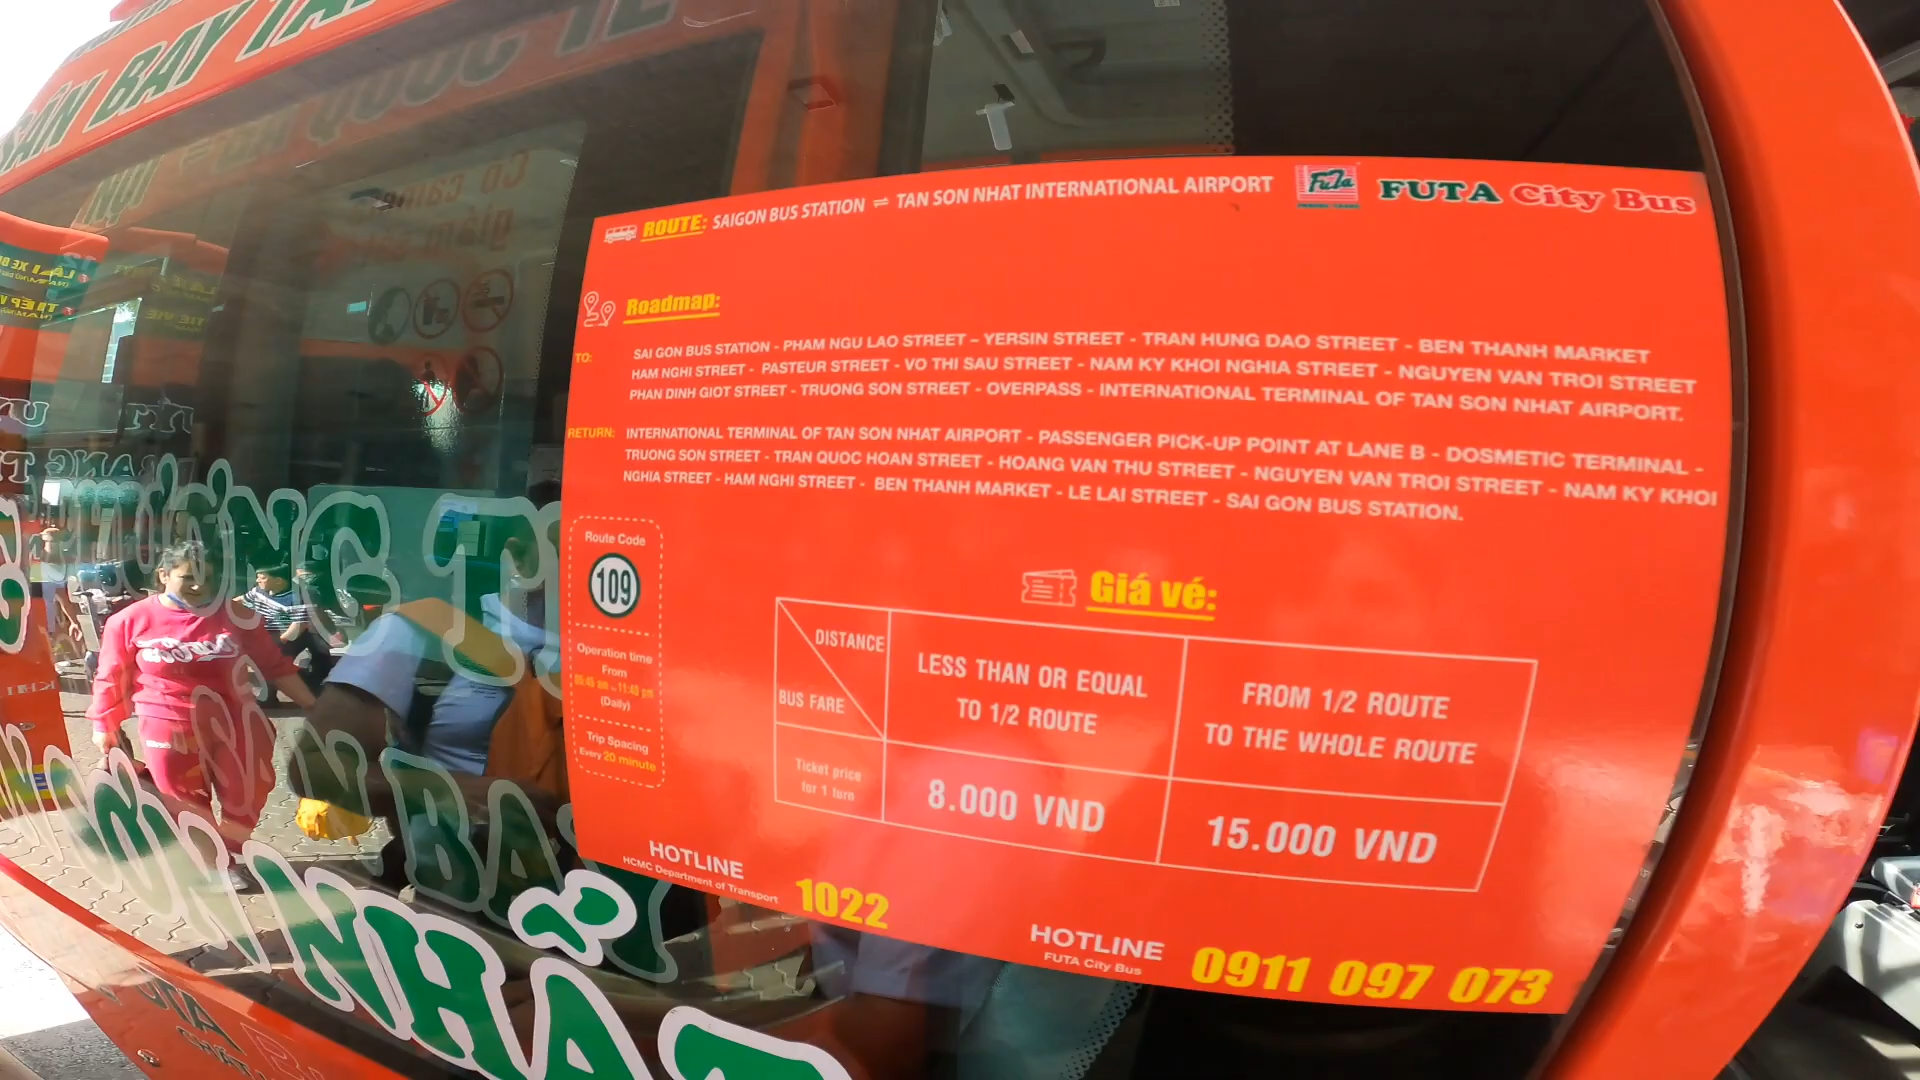 SÂN BAY
ROUTE: SAIGON BUS STATION ⇌ TAN SON NHAT INTERNATIONAL AIRPORT
FuTa FUTA City Bus
Roadmap:
TO: SAI GON BUS STATION - PHAM NGU LAO STREET - YERSIN STREET - TRAN HUNG DAO STREET - BEN THANH MARKET
HAM NGHI STREET - PASTEUR STREET - VO THI SAU STREET - NAM KY KHOI NGHIA STREET - NGUYEN VAN TROI STREET
PHAN DINH GIOT STREET - TRUONG SON STREET - OVERPASS - INTERNATIONAL TERMINAL OF TAN SON NHAT AIRPORT.
RETURN: INTERNATIONAL TERMINAL OF TAN SON NHAT AIRPORT - PASSENGER PICK-UP POINT AT LANE B - DOSMETIC TERMINAL -
TRUONG SON STREET - TRAN QUOC HOAN STREET - HOANG VAN THU STREET - NGUYEN VAN TROI STREET - NAM KY KHOI
NGHIA STREET - HAM NGHI STREET - BEN THANH MARKET - LE LAI STREET - SAI GON BUS STATION.
Route Code
109
Operation time
From
05:45 am - 11:40 pm
(Daily)
Trip Spacing
Every 20 minute
Giá vé:
DISTANCE
BUS FARE
LESS THAN OR EQUAL
TO 1/2 ROUTE
FROM 1/2 ROUTE
TO THE WHOLE ROUTE
Ticket price
for 1 turn
8.000 VND
15.000 VND
HOTLINE
HCMC Department of Transport
1022
HOTLINE
FUTA City Bus
0911 097 073